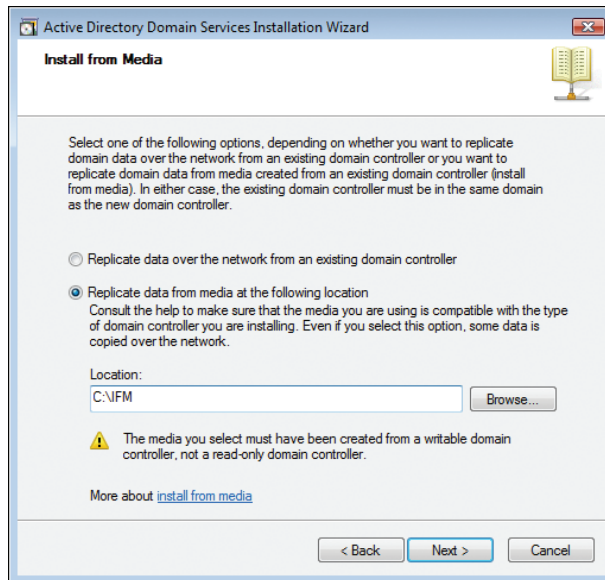 Active Directory Domain Services Installation Wizard
Install from Media
Select one of the following options, depending on whether you want to replicate
domain data over the network from an existing domain controller or you want to
replicate domain data from media created from an existing domain controller (install
from media). In either case, the existing domain controller must be in the same domain
as the new domain controller.
Replicate data over the network from an existing domain controller
Replicate data from media at the following location
Consult the help to make sure that the media you are using is compatible with the type
of domain controller you are installing. Even if you select this option, some data is
copied over the network.
Location:
C:\IFM
Browse...
The media you select must have been created from a writable domain
controller, not a read-only domain controller.
More about install from media
< Back
Next >
Cancel